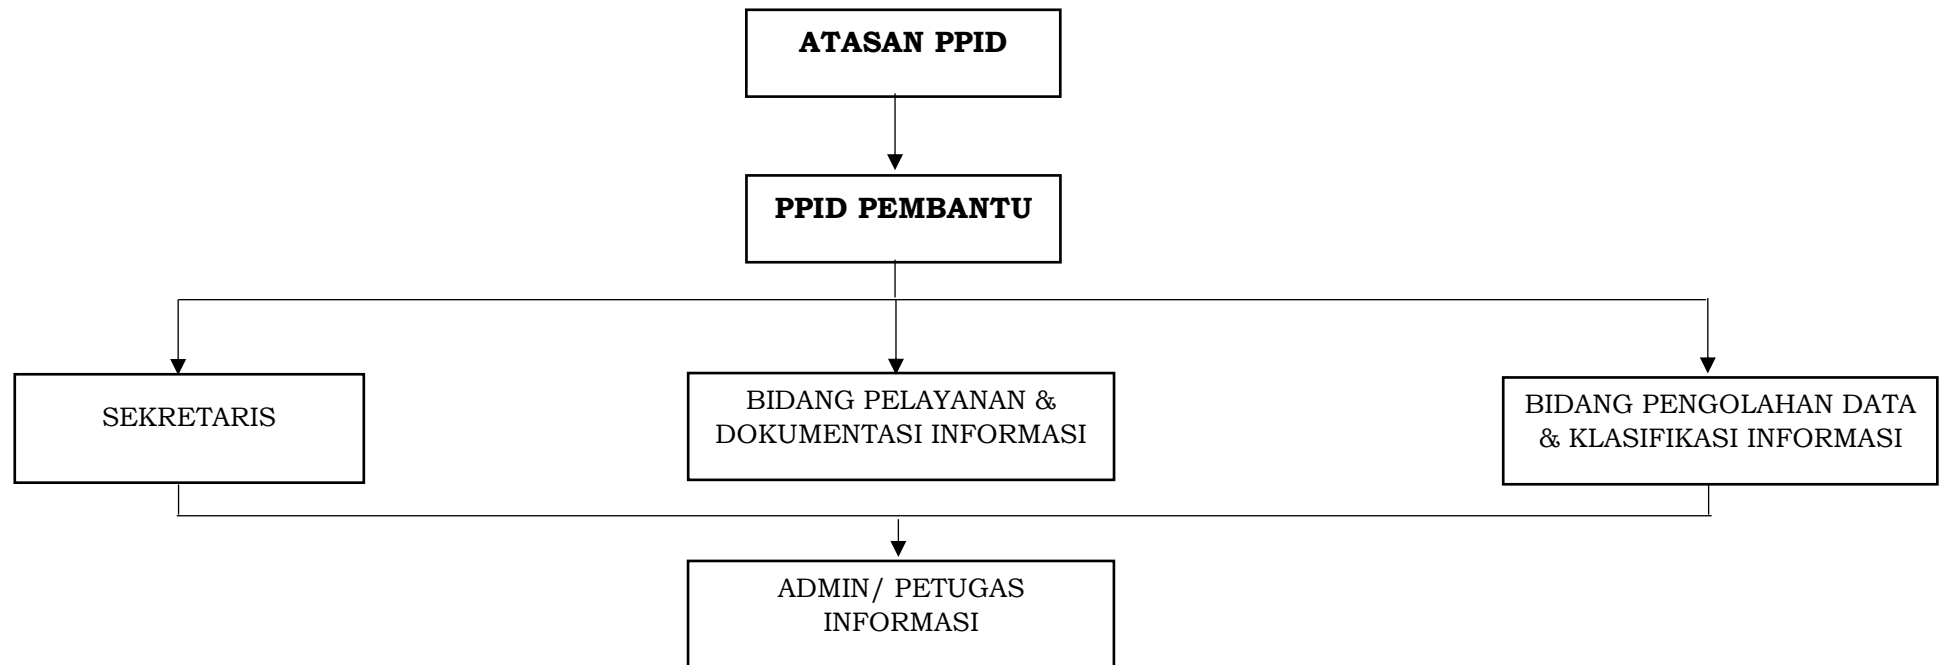 ATASAN PPID
PPID PEMBANTU
SEKRETARIS
BIDANG PELAYANAN &
DOKUMENTASI INFORMASI
BIDANG PENGOLAHAN DATA
& KLASIFIKASI INFORMASI
ADMIN/ PETUGAS
INFORMASI